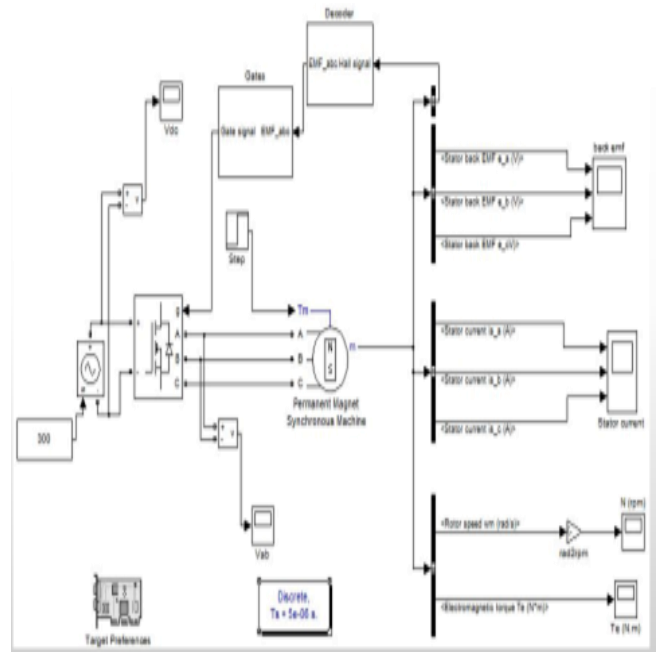 Decoder
EMF_abc Hall signal
Gates
Gate signal EMF_abc
Vdc
+
-
v
Step
<Stator back EMF e_a (V)>
<Stator back EMF e_b (V)>
<Stator back EMF e_c(V)>
back emf
g
A
B
C
+
-
Tm
A
B
C
N
S
m
Permanent Magnet
Synchronous Machine
300
+
-
v
Vab
<Stator current is_a (A)>
<Stator current is_b (A)>
<Stator current is_c (A)>
Stator current
<Rotor speed wm (rad/s)>
rad2rpm
N (rpm)
<Electromagnetic torque Te (N*m)>
Te (N.m)
Target Preferences
Discrete,
Ts = 5e-06 s.